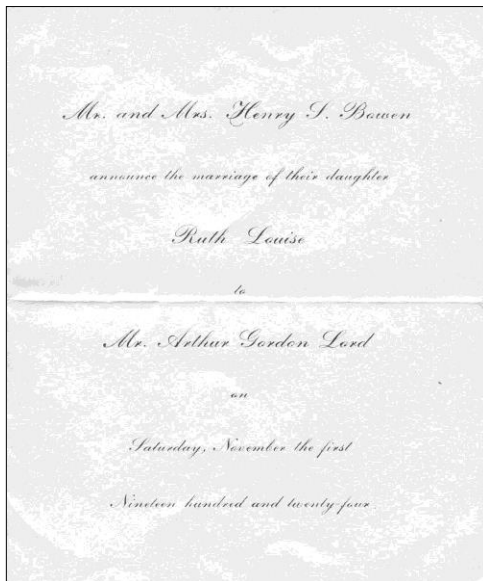 Mr. and Mrs. Henry S. Bowen
announce the marriage of their daughter
Ruth Louise
to
Mr. Arthur Gordon Lord
on
Saturday, November the first
Nineteen hundred and twenty-four